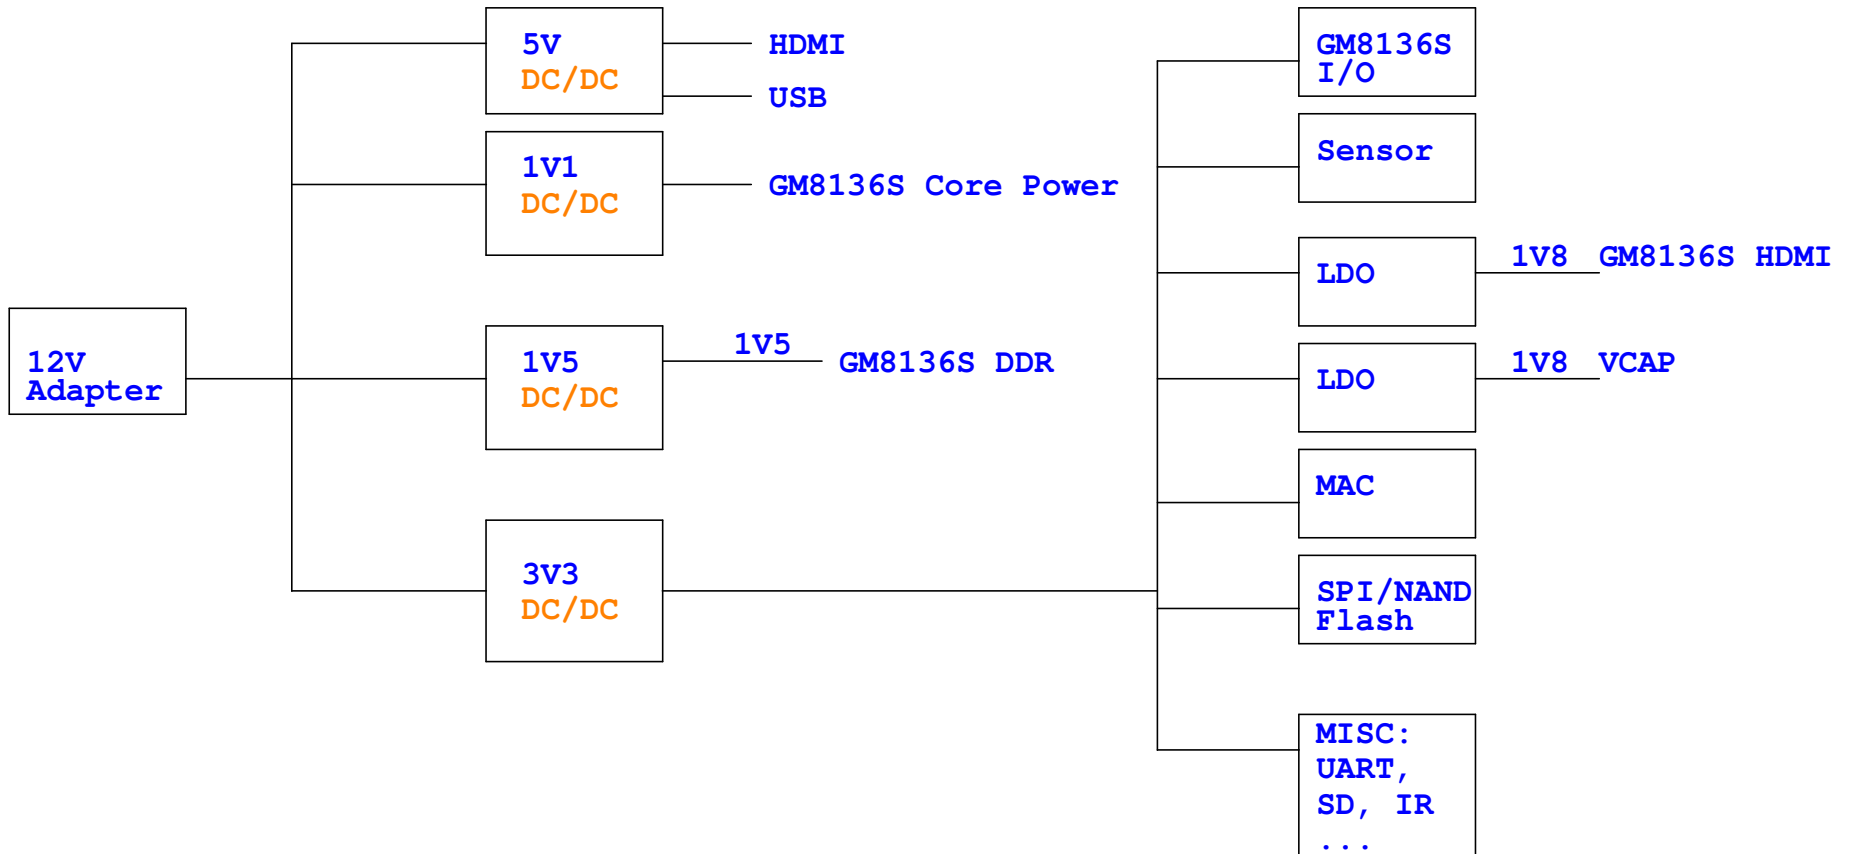 12V
Adapter
5V
DC/DC
HDMI
USB
1V1
DC/DC
GM8136S Core Power
1V5
DC/DC
1V5
GM8136S DDR
3V3
DC/DC
GM8136S
I/O
Sensor
LDO
1V8 GM8136S HDMI
LDO
1V8 VCAP
MAC
SPI/NAND
Flash
MISC:
UART,
SD, IR
...